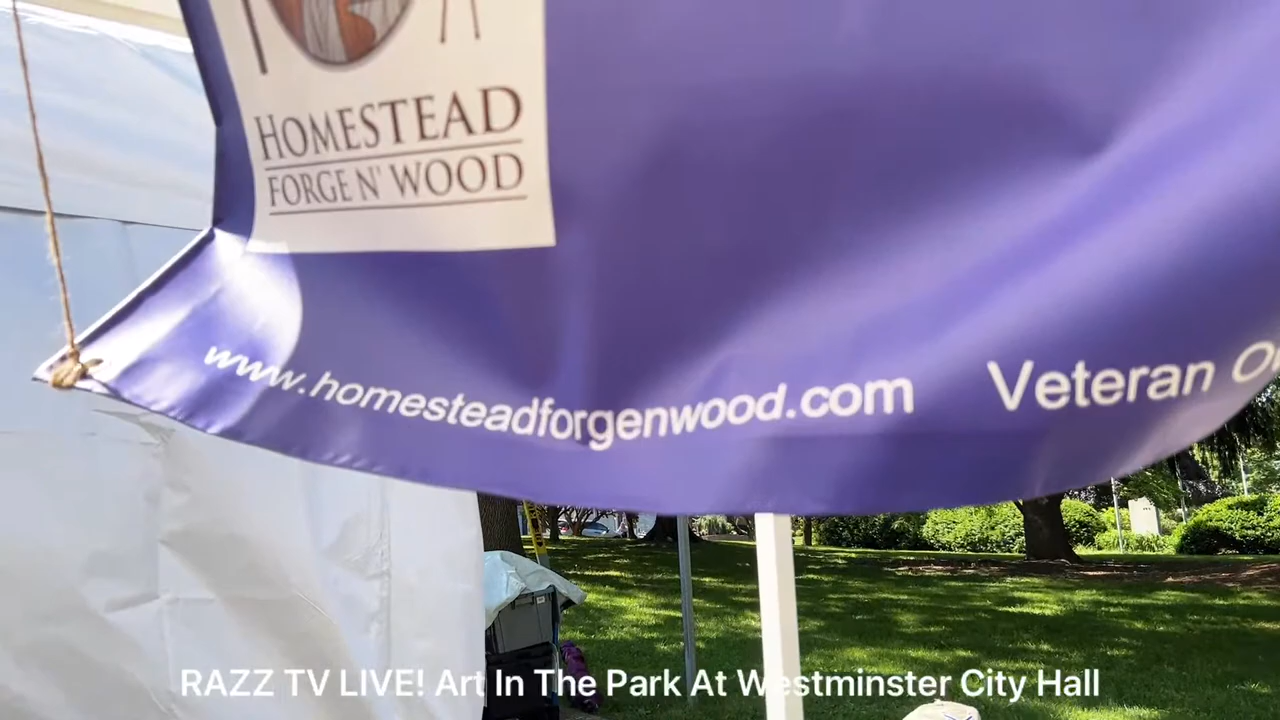 HOMESTEAD
FORGE N' WOOD
www.homesteadforgenwood.com
Veteran
RAZZ TV LIVE! Art In The Park At Westminster City Hall